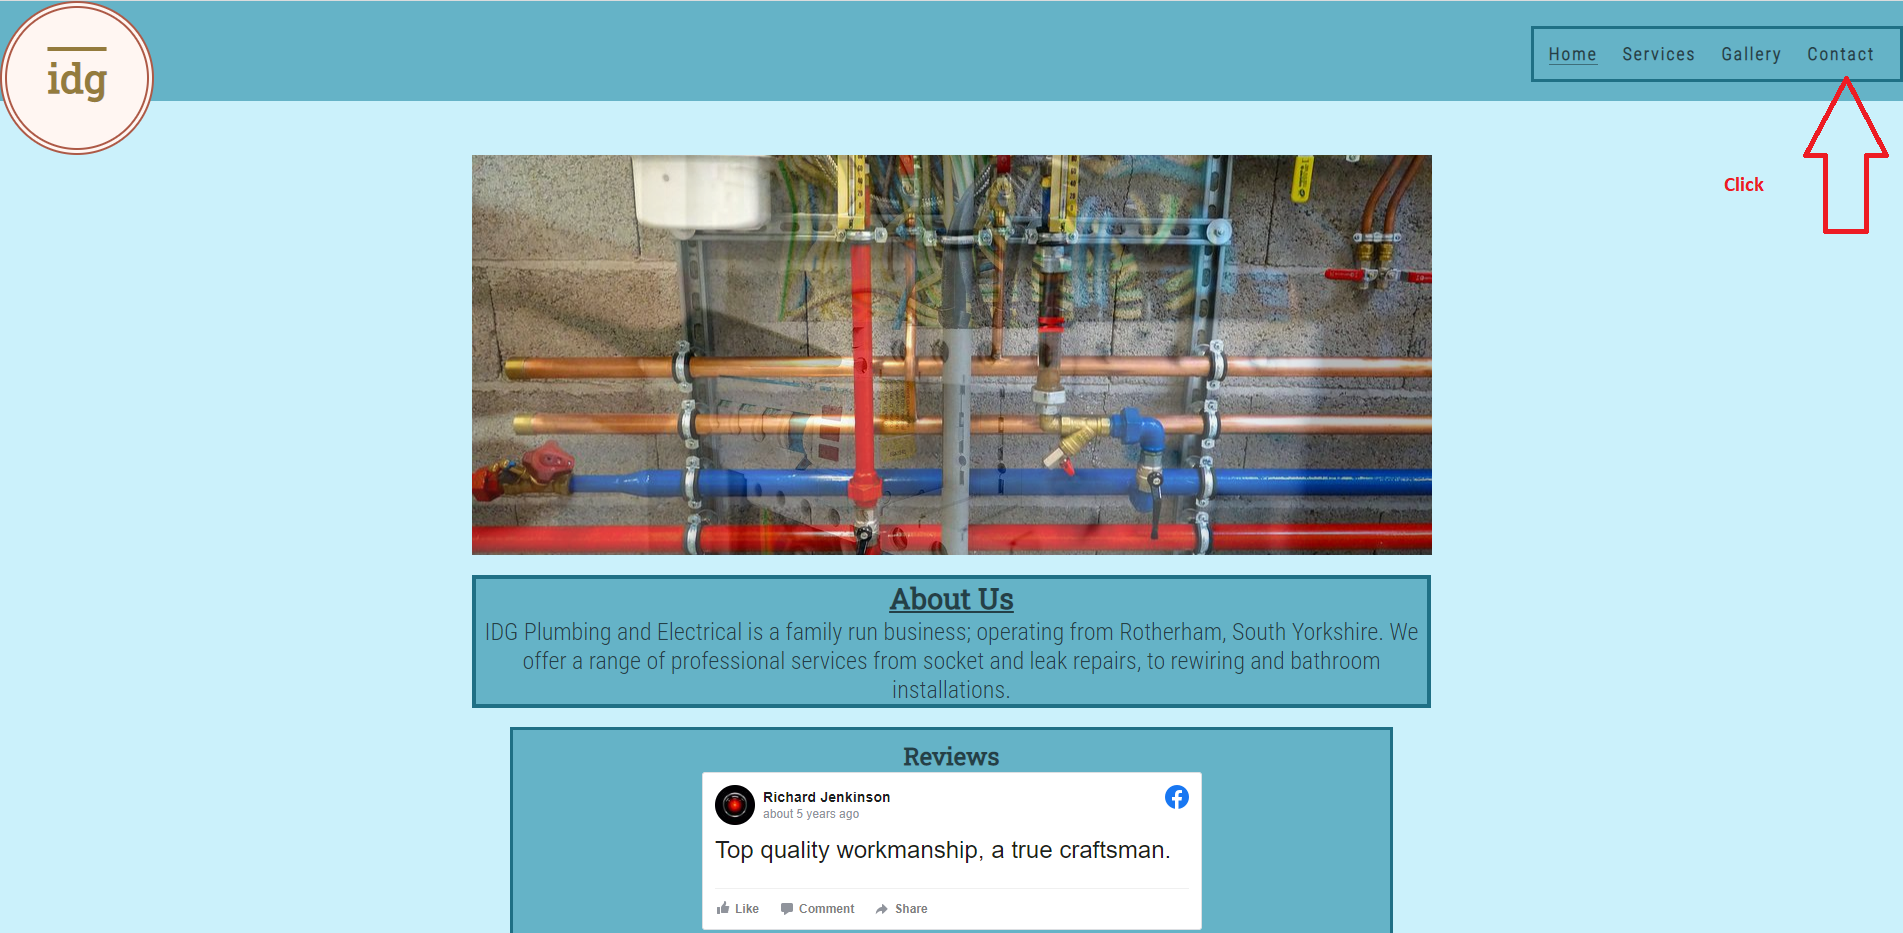 idg
Home Services Gallery Contact
Click
About Us
IDG Plumbing and Electrical is a family run business; operating from Rotherham, South Yorkshire. We
offer a range of professional services from socket and leak repairs, to rewiring and bathroom
installations.
Reviews
Richard Jenkinson
about 5 years ago
Top quality workmanship, a true craftsman.
Like Comment Share